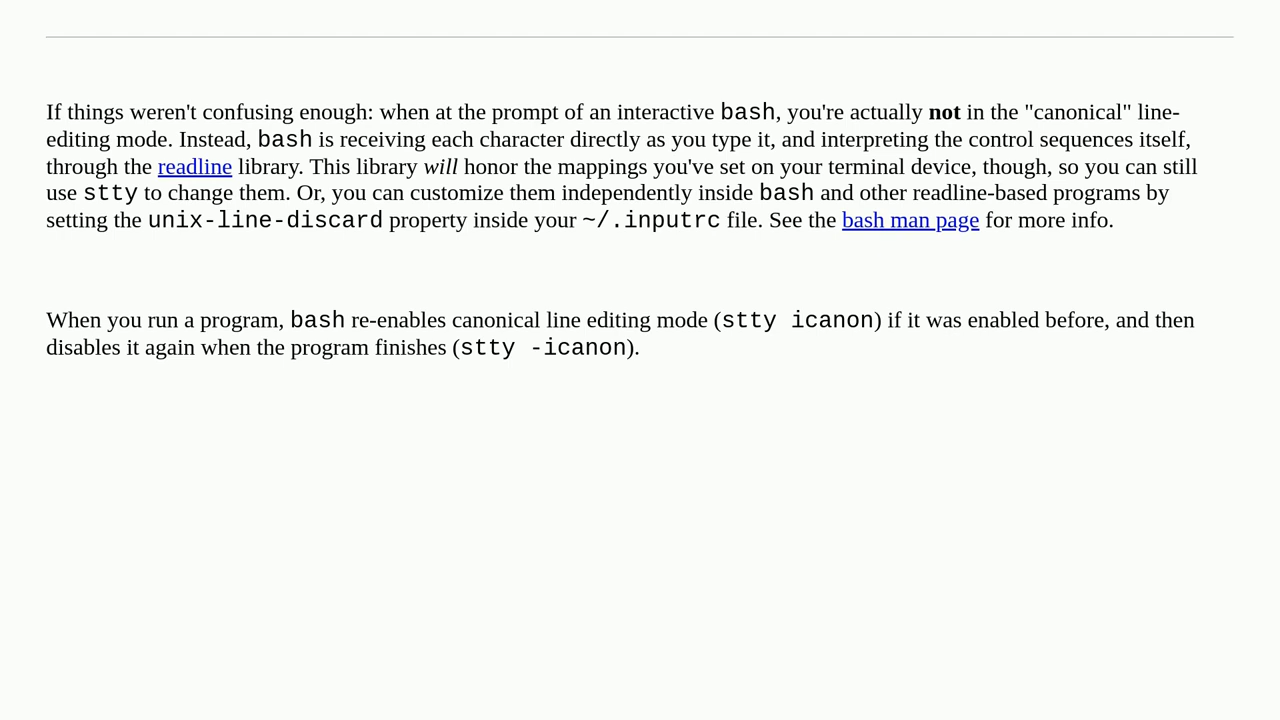 If things weren't confusing enough: when at the prompt of an interactive bash, you're actually not in the "canonical" line-
editing mode. Instead, bash is receiving each character directly as you type it, and interpreting the control sequences itself,
through the readline library. This library will honor the mappings you've set on your terminal device, though, so you can still
use stty to change them. Or, you can customize them independently inside bash and other readline-based programs by
setting the unix-line-discard property inside your ~/.inputrc file. See the bash man page for more info.
When you run a program, bash re-enables canonical line editing mode (stty icanon) if it was enabled before, and then
disables it again when the program finishes (stty -icanon).